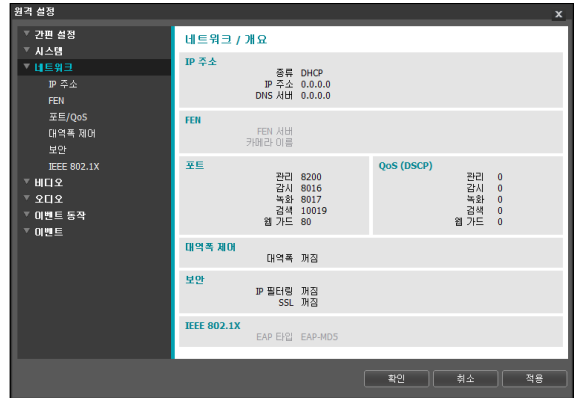 원격 설정
x
간편 설정
시스템
네트워크
IP 주소
FEN
포트/QoS
대역폭 제어
보안
IEEE 802.1X
비디오
오디오
이벤트 동작
이벤트
네트워크 / 개요
IP 주소
종류 DHCP
IP 주소 0.0.0.0
DNS 서버 0.0.0.0
FEN
FEN 서버
카메라 이름
포트
관리 8200
감시 8016
녹화 8017
검색 10019
웹 가드 80
QoS (DSCP)
관리 0
감시 0
녹화 0
검색 0
웹 가드 0
대역폭 제어
대역폭 꺼짐
보안
IP 필터링 꺼짐
SSL 꺼짐
IEEE 802.1X
EAP 타입 EAP-MD5
확인
취소
적용